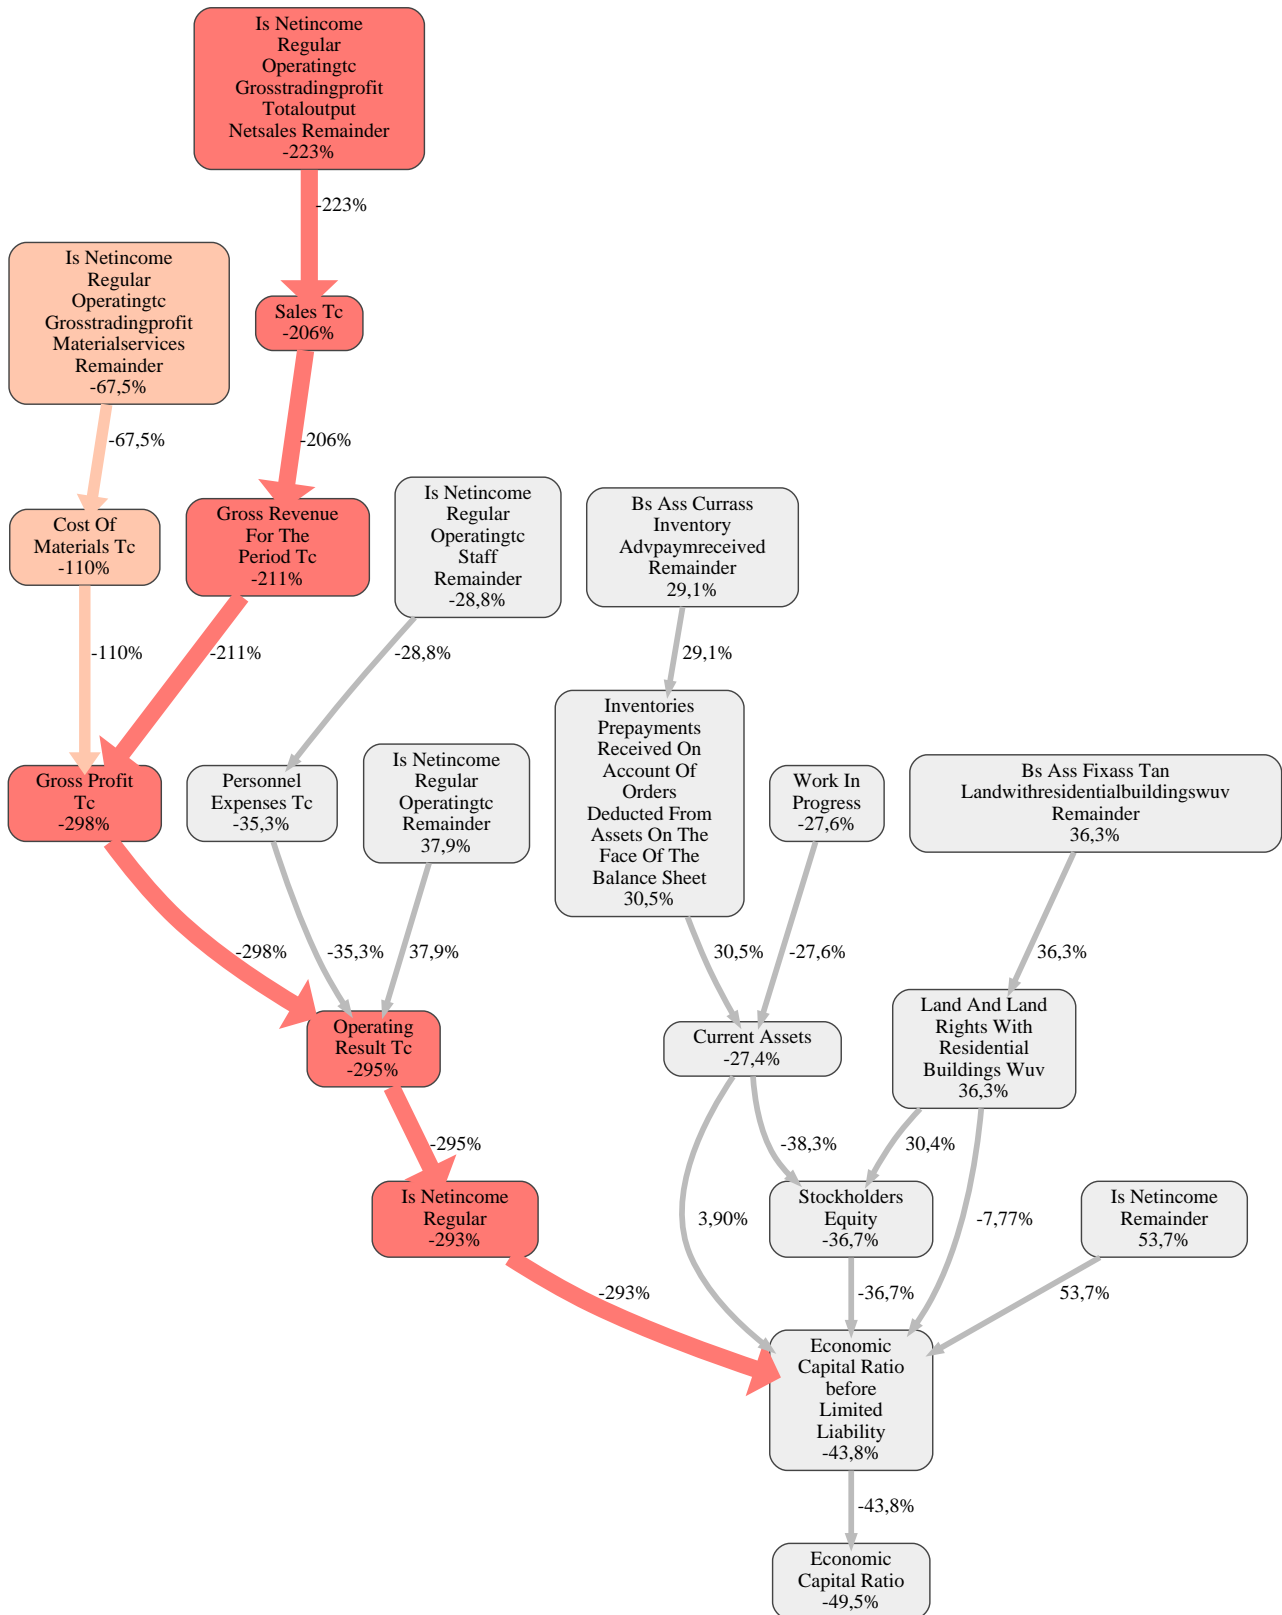 Is Netincome
Regular
Operatingtc
Grosstradingprofit
Totaloutput
Netsales Remainder
-223%
-223%
Is Netincome
Regular
Operatingtc
Grosstradingprofit
Materialservices
Remainder
-67,5%
Sales Tc
-206%
-67,5%
-206%
Cost Of
Materials Tc
-110%
Gross Revenue
For The
Period Tc
-211%
Is Netincome
Regular
Operatingtc
Staff
Remainder
-28,8%
Bs Ass Currass
Inventory
Advpaymreceived
Remainder
29,1%
-110%
-211%
-28,8%
29,1%
Gross Profit
Tc
-298%
Personnel
Expenses Tc
-35,3%
Is Netincome
Regular
Operatingtc
Remainder
37,9%
Inventories
Prepayments
Received On
Account Of
Orders
Deducted From
Assets On The
Face Of The
Balance Sheet
30,5%
Work In
Progress
-27,6%
Bs Ass Fixass Tan
Landwithresidentialbuildingswuv
Remainder
36,3%
-298%
-35,3%
37,9%
30,5%
-27,6%
36,3%
Operating
Result Tc
-295%
Current Assets
-27,4%
Land And Land
Rights With
Residential
Buildings Wuv
36,3%
-295%
-38,3%
30,4%
Is Netincome
Regular
-293%
3,90%
Stockholders
Equity
-36,7%
-7,77%
Is Netincome
Remainder
53,7%
-293%
-36,7%
53,7%
Economic
Capital Ratio
before
Limited
Liability
-43,8%
-43,8%
Economic
Capital Ratio
-49,5%